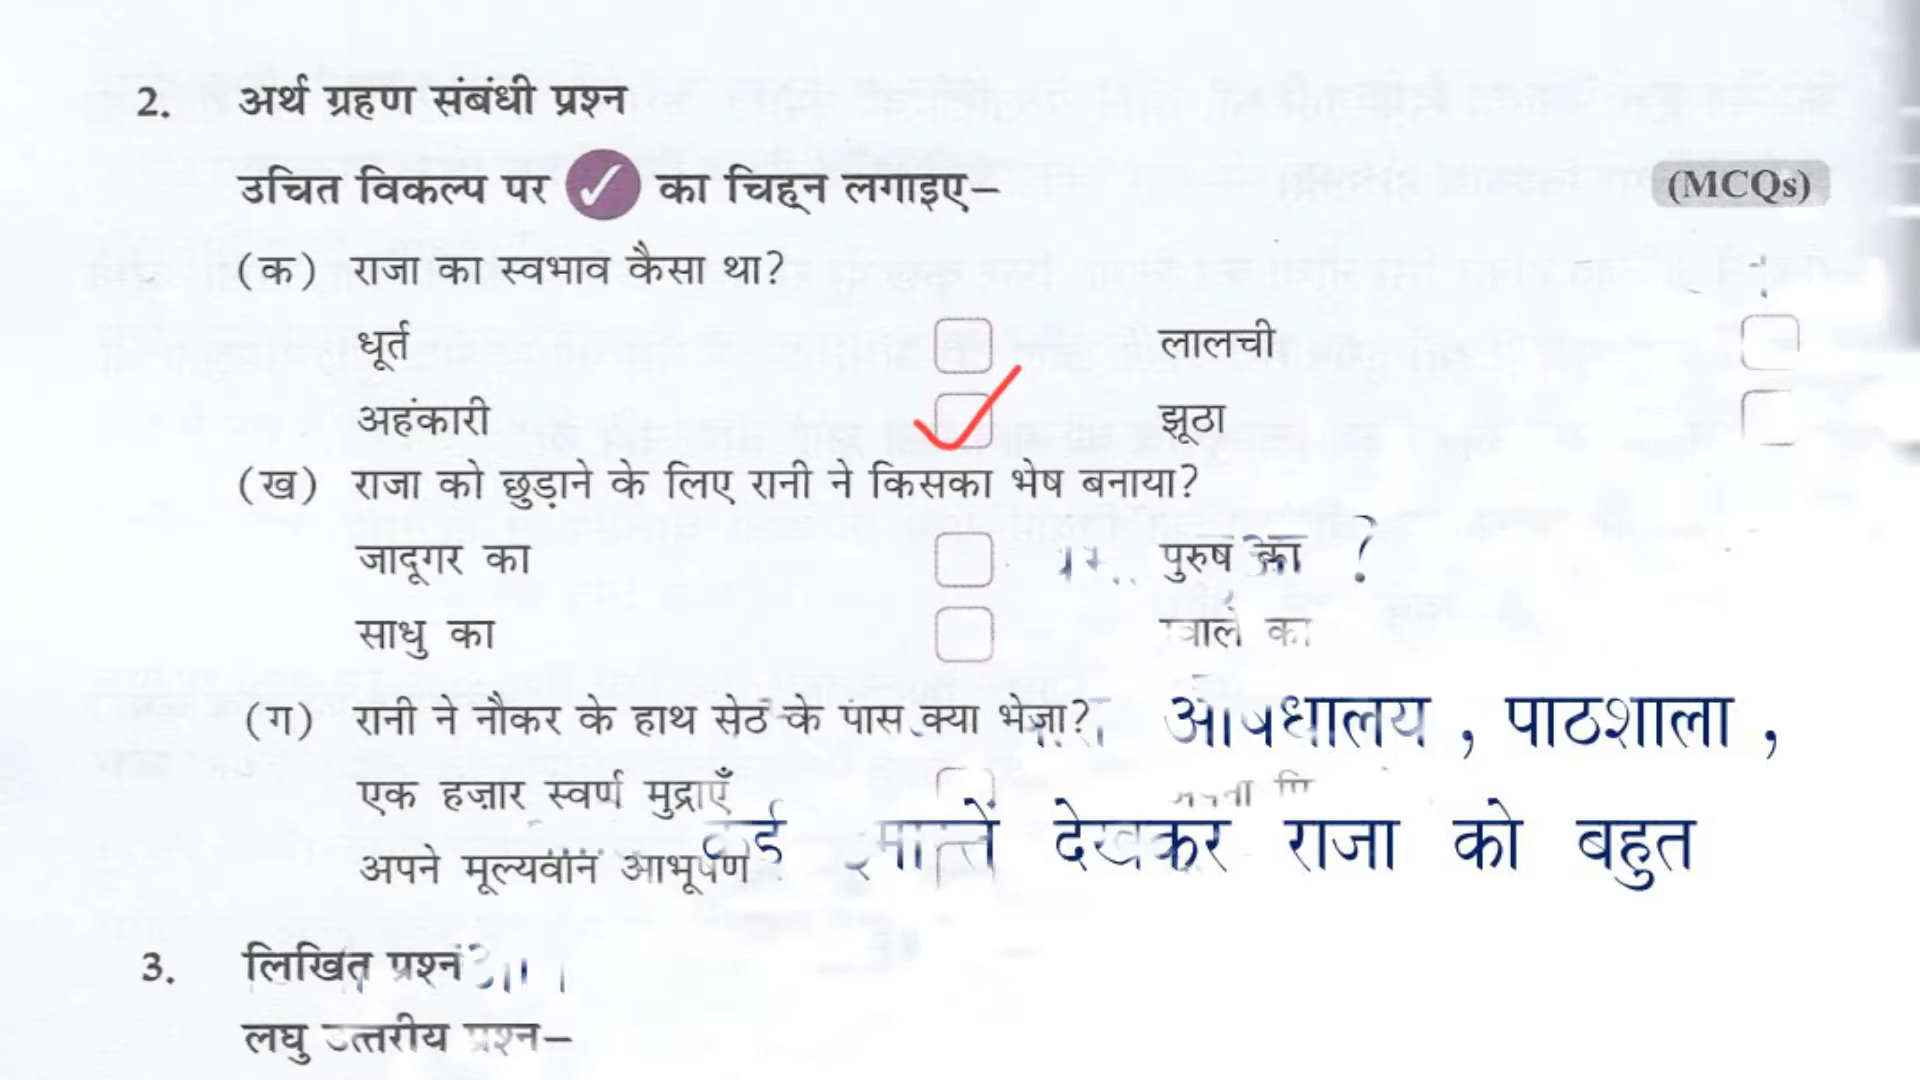 2. अर्थ ग्रहण संबंधी प्रश्न
उचित विकल्प पर ✓ का चिह्न लगाइए–
(MCQs)
(क) राजा का स्वभाव कैसा था?
धूर्त लालची
अहंकारी झूठा
(ख) राजा को छुड़ाने के लिए रानी ने किसका भेष बनाया?
जादूगर का पुरुष का ?
साधु का का
(ग) रानी ने नौकर के हाथ सेठ के पास क्या भेजा?
पाठशाला ,
एक हज़ार स्वर्ण मुद्राएँ
देखकर राजा को बहुत
अपने मूल्यवान आभूषण
3. लिखित प्रश्न
लघु उत्तरीय प्रश्न–